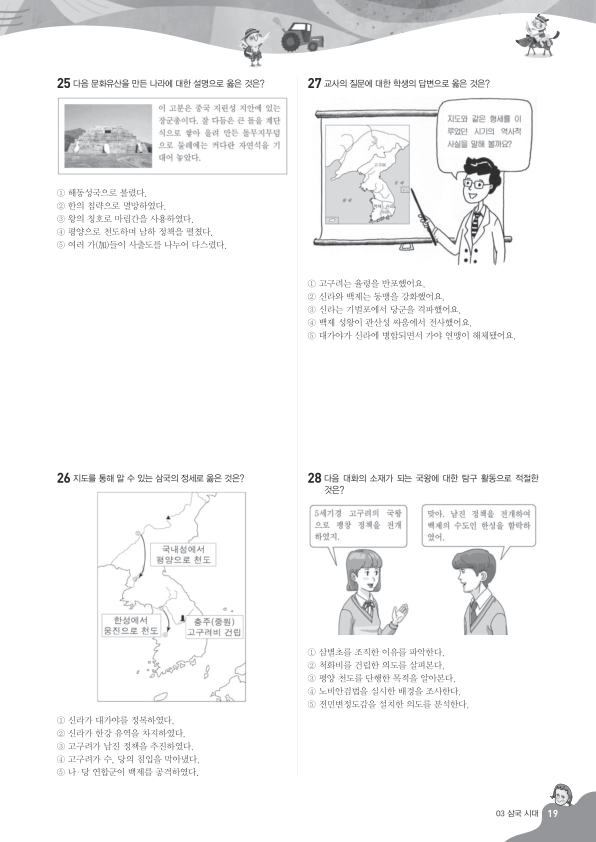 25 다음 문화유산을 만든 나라에 대한 설명으로 옳은 것은?
이 고분은 중국 지린성 지안에 있는
장군총이다. 잘 다듬은 큰 돌을 계단
식으로 쌓아 올려 만든 돌무지무덤
으로 둘레에는 커다란 자연석을 기
대어 놓았다.
① 해동성국으로 불렸다.
② 한의 침략으로 멸망하였다.
③ 왕의 칭호로 마립간을 사용하였다.
④ 평양으로 천도하며 남하 정책을 펼쳤다.
⑤ 여러 가(加)들이 사출도를 나누어 다스렸다.
26 지도를 통해 알 수 있는 삼국의 정세로 옳은 것은?
국내성에서
평양으로 천도
한성에서
웅진으로 천도
충주(중원)
고구려비 건립
① 신라가 대가야를 정복하였다.
② 신라가 한강 유역을 차지하였다.
③ 고구려가 남진 정책을 추진하였다.
④ 고구려가 수, 당의 침입을 막아냈다.
⑤ 나·당 연합군이 백제를 공격하였다.
27 교사의 질문에 대한 학생의 답변으로 옳은 것은?
지도와 같은 형세를 이
루었던 시기의 역사적
사실을 말해 볼까요?
고구려
① 고구려는 율령을 반포했어요.
② 신라와 백제는 동맹을 강화했어요.
③ 신라는 기벌포에서 당군을 격파했어요.
④ 백제 성왕이 관산성 싸움에서 전사했어요.
⑤ 대가야가 신라에 병합되면서 가야 연맹이 해체됐어요.
28 다음 대화의 소재가 되는 국왕에 대한 탐구 활동으로 적절한
것은?
5세기경 고구려의 국왕
으로 팽창 정책을 전개
하였지.
맞아. 남진 정책을 전개하여
백제의 수도인 한성을 함락하
였어.
① 삼별초를 조직한 이유를 파악한다.
② 척화비를 건립한 의도를 살펴본다.
③ 평양 천도를 단행한 목적을 알아본다.
④ 노비안검법을 실시한 배경을 조사한다.
⑤ 전민변정도감을 설치한 의도를 분석한다.
03 삼국 시대 19